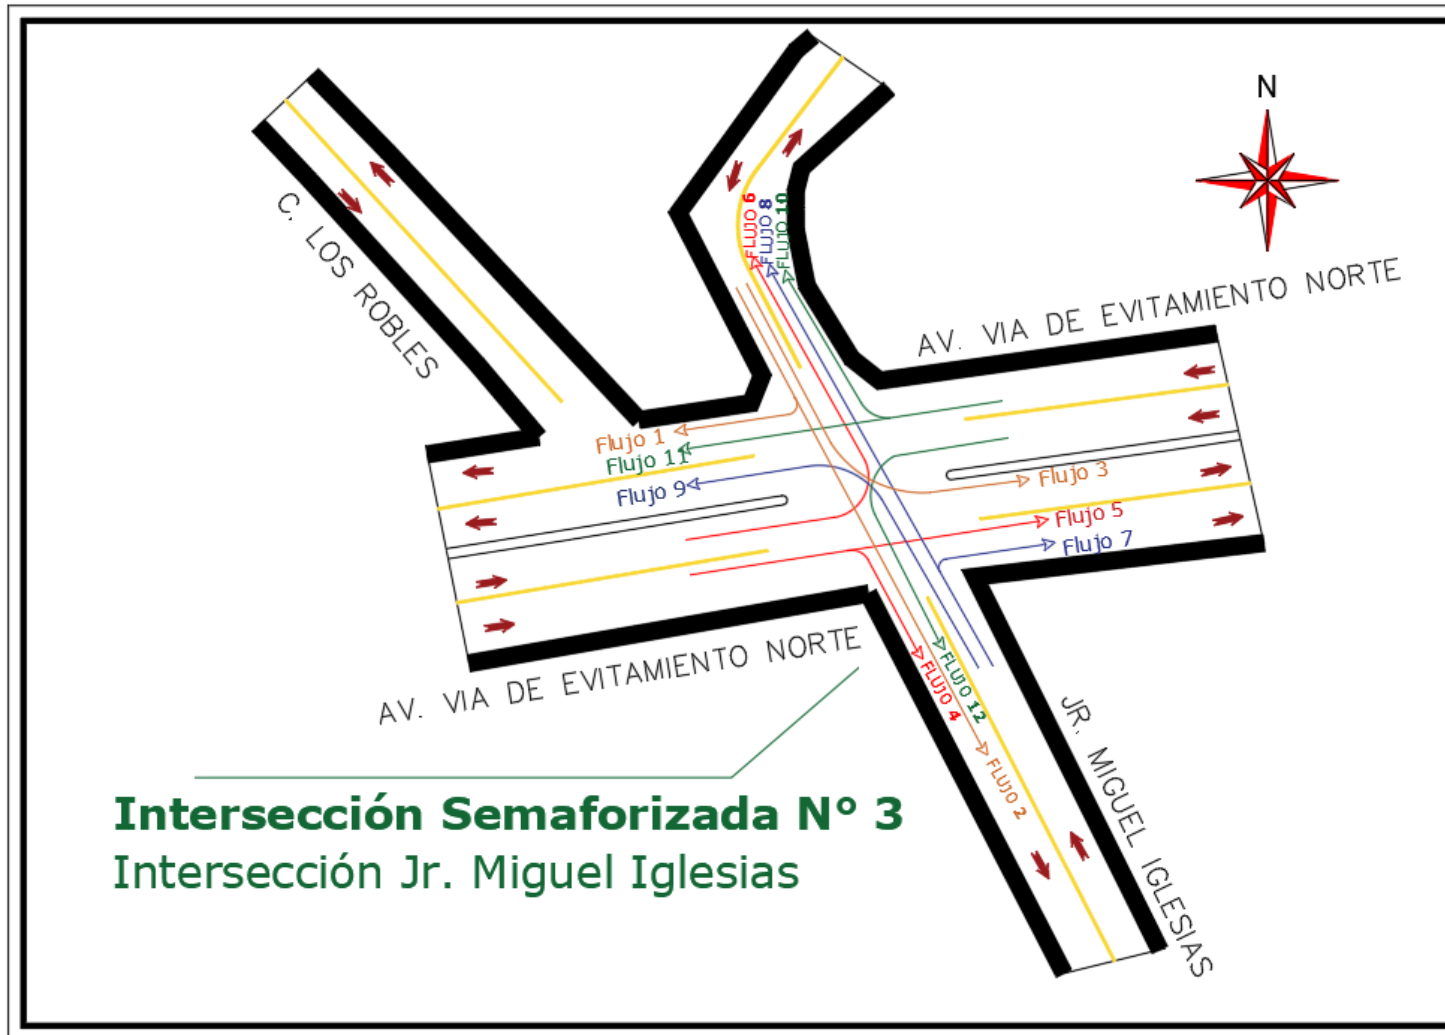 N
C. LOS ROBLES
FLUJO 6
FLUJO 8
FLUJO 10
AV. VIA DE EVITAMIENTO NORTE
Flujo 1
Flujo 11
Flujo 9
Flujo 3
Flujo 5
Flujo 7
AV. VIA DE EVITAMIENTO NORTE
FLUJO 4
FLUJO 12
FLUJO 2
JR. MIGUEL IGLESIAS
Intersección Semaforizada N° 3
Intersección Jr. Miguel Iglesias